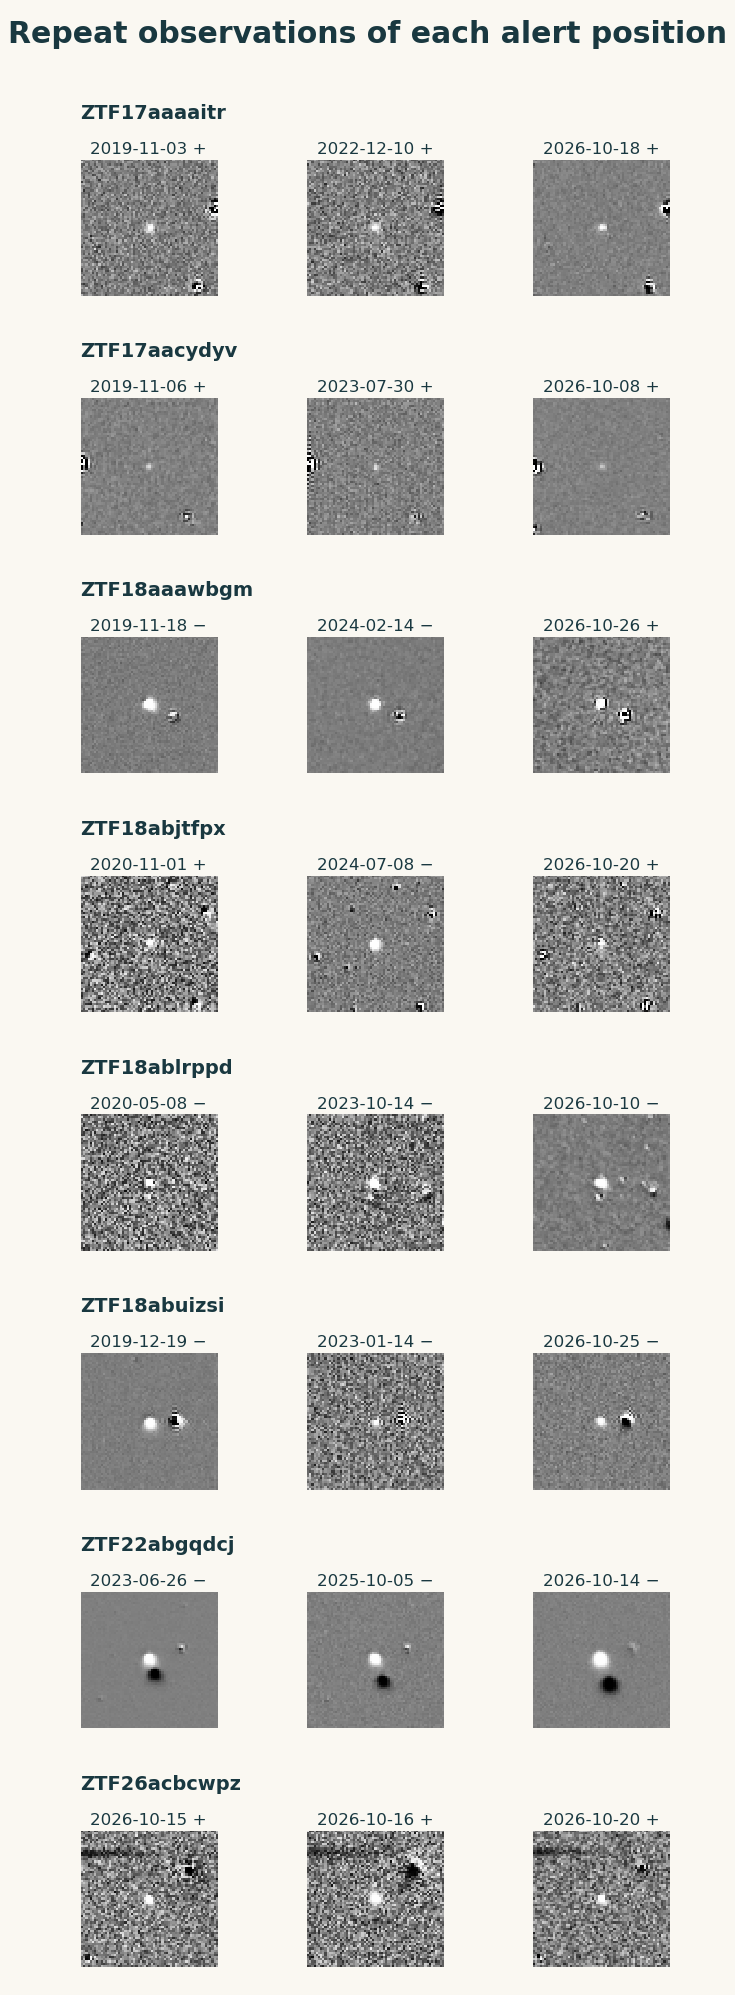 Repeat observations of each alert position
ZTF17aaaaitr
2019-11-03 + 2022-12-10 + 2026-10-18 +
ZTF17aacydyv
2019-11-06 + 2023-07-30 + 2026-10-08 +
ZTF18aaawbgm
2019-11-18 − 2024-02-14 − 2026-10-26 +
ZTF18abjtfpx
2020-11-01 + 2024-07-08 − 2026-10-20 +
ZTF18ablrppd
2020-05-08 − 2023-10-14 − 2026-10-10 −
ZTF18abuizsi
2019-12-19 − 2023-01-14 − 2026-10-25 −
ZTF22abgqdcj
2023-06-26 − 2025-10-05 − 2026-10-14 −
ZTF26acbcwpz
2026-10-15 + 2026-10-16 + 2026-10-20 +